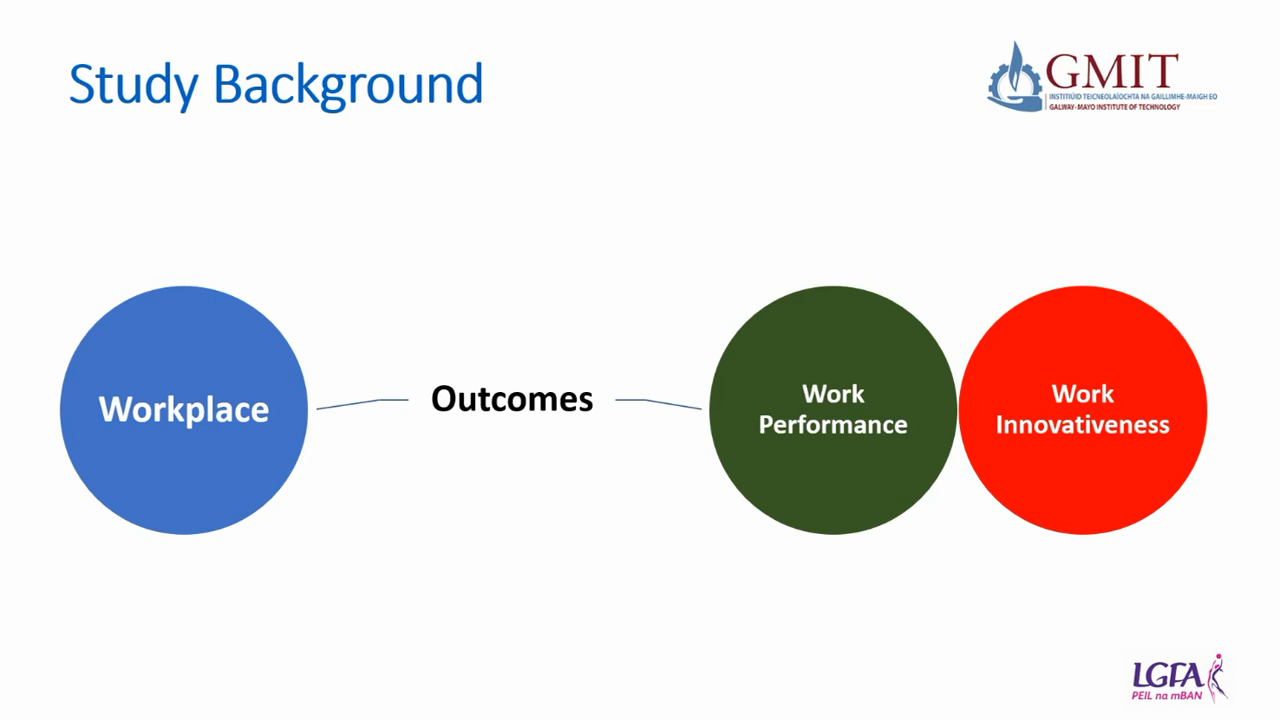 Study Background
GMIT
INSTITIÚID TEICNEOLAÍOCHTA NA GAILLIMHE-MAIGH EO
GALWAY-MAYO INSTITUTE OF TECHNOLOGY
Workplace
Outcomes
Work
Performance
Work
Innovativeness
LGFA
PEIL na mBAN